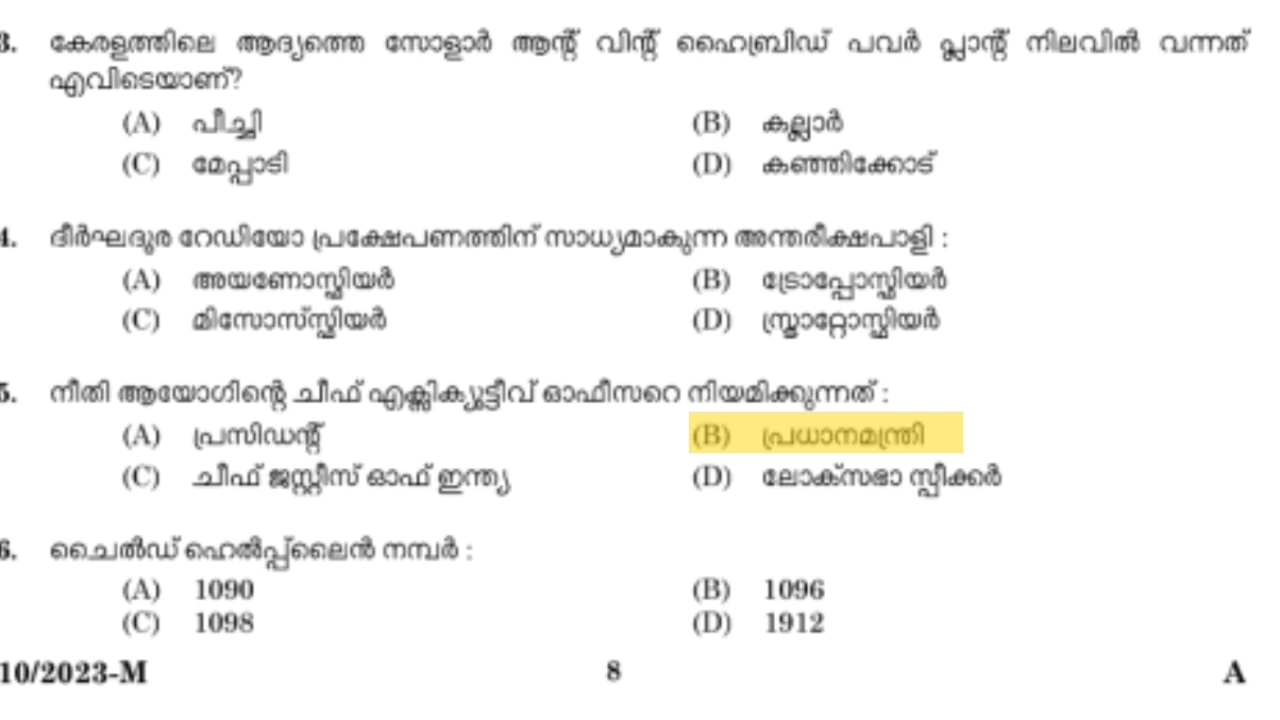 3. കേരളത്തിലെ ആദ്യത്തെ സോളാർ ആന്റ് വിന്റ് ഹൈബ്രിഡ് പവർ പ്ലാന്റ് നിലവിൽ വന്നത്
എവിടെയാണ്?
(A) പീച്ചി (B) കല്ലാർ
(C) മേപ്പാടി (D) കഞ്ഞിക്കോട്
4. ദീർഘദൂര റേഡിയോ പ്രക്ഷേപണത്തിന് സാധ്യമാകുന്ന അന്തരീക്ഷപാളി :
(A) അയണോസ്ഫിയർ (B) ട്രോപ്പോസ്ഫിയർ
(C) മിസോസ്സ്ഫിയർ (D) സ്ട്രാറ്റോസ്ഫിയർ
5. നീതി ആയോഗിന്റെ ചീഫ് എക്സിക്യൂട്ടീവ് ഓഫീസറെ നിയമിക്കുന്നത് :
(A) പ്രസിഡന്റ് (B) പ്രധാനമന്ത്രി
(C) ചീഫ് ജസ്റ്റീസ് ഓഫ് ഇന്ത്യ (D) ലോക്സഭാ സ്പീക്കർ
6. ചൈൽഡ് ഹെൽപ്പ്ലൈൻ നമ്പർ :
(A) 1090 (B) 1096
(C) 1098 (D) 1912
10/2023-M 8 A